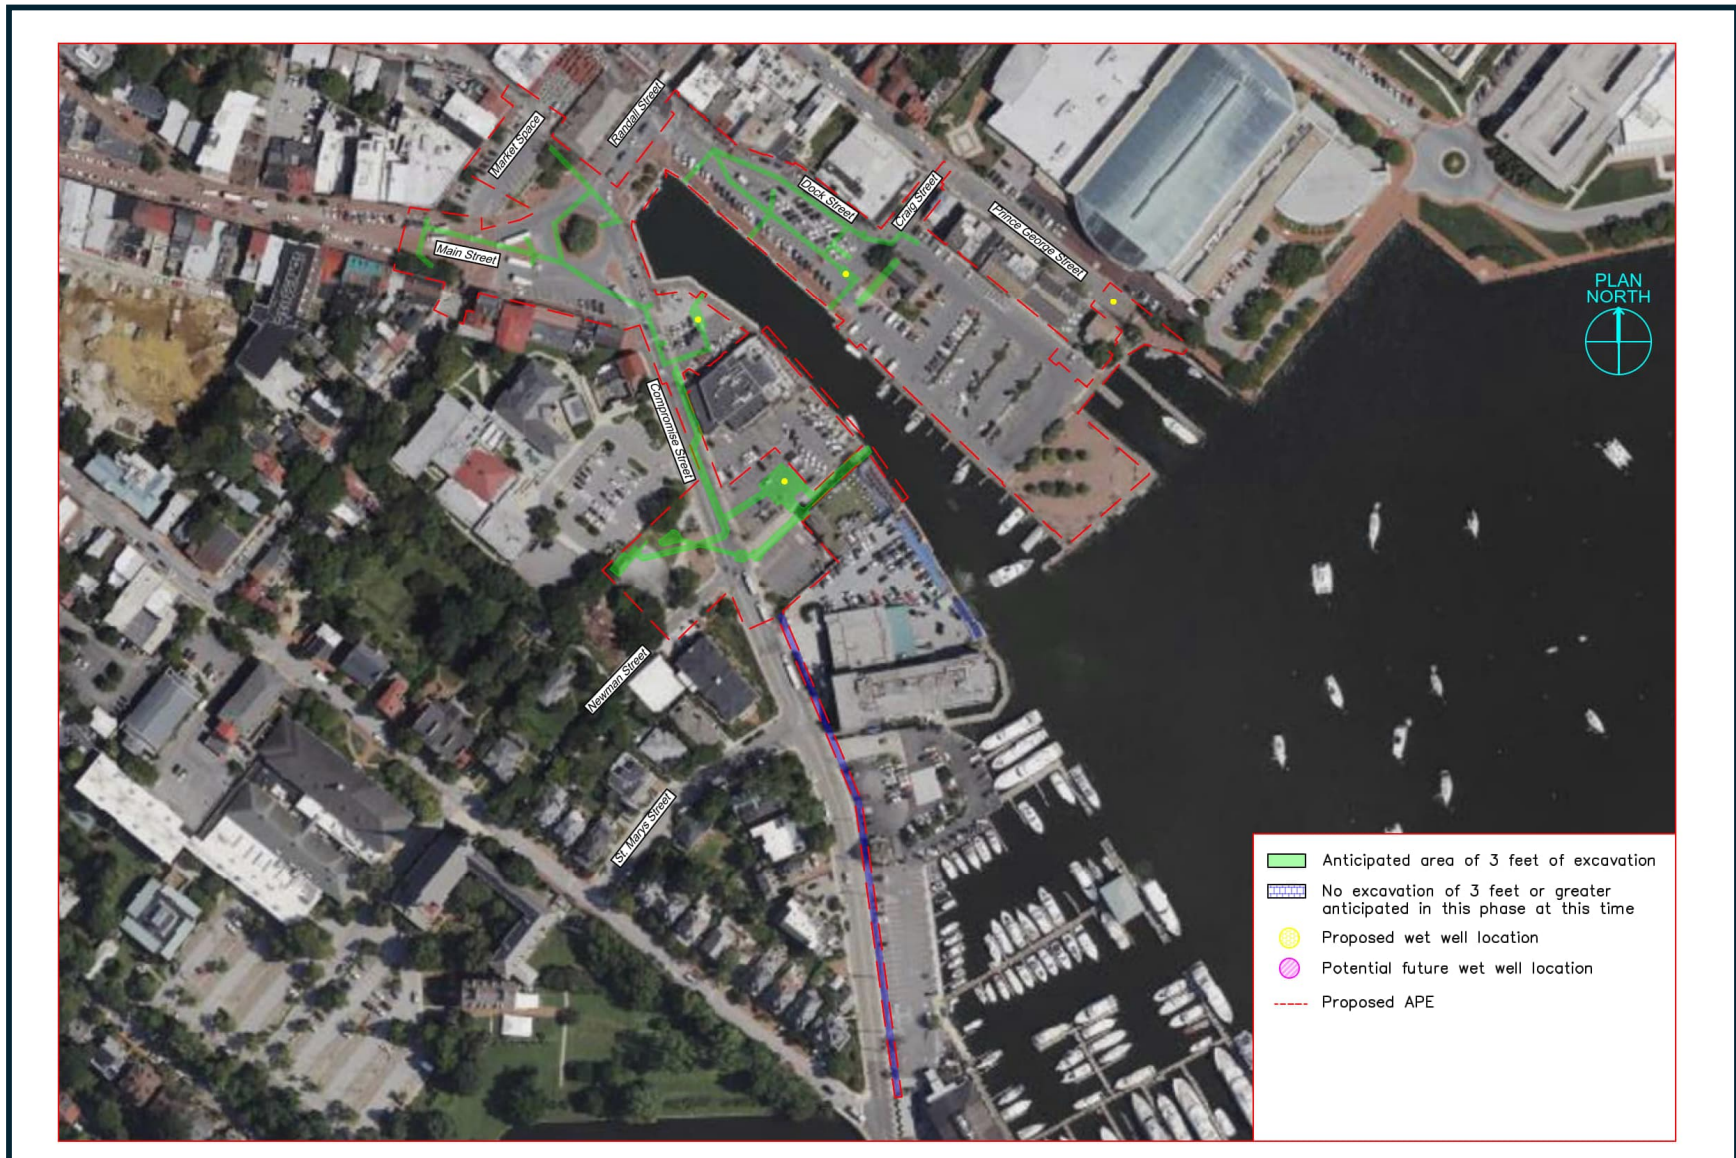 Randall Street
Market Space
Dock Street
Craig Street
Prince George Street
Main Street
PLAN
NORTH
Compromise Street
Newman Street
St. Marys Street
Anticipated area of 3 feet of excavation
No excavation of 3 feet or greater
anticipated in this phase at this time
Proposed wet well location
Potential future wet well location
Proposed APE